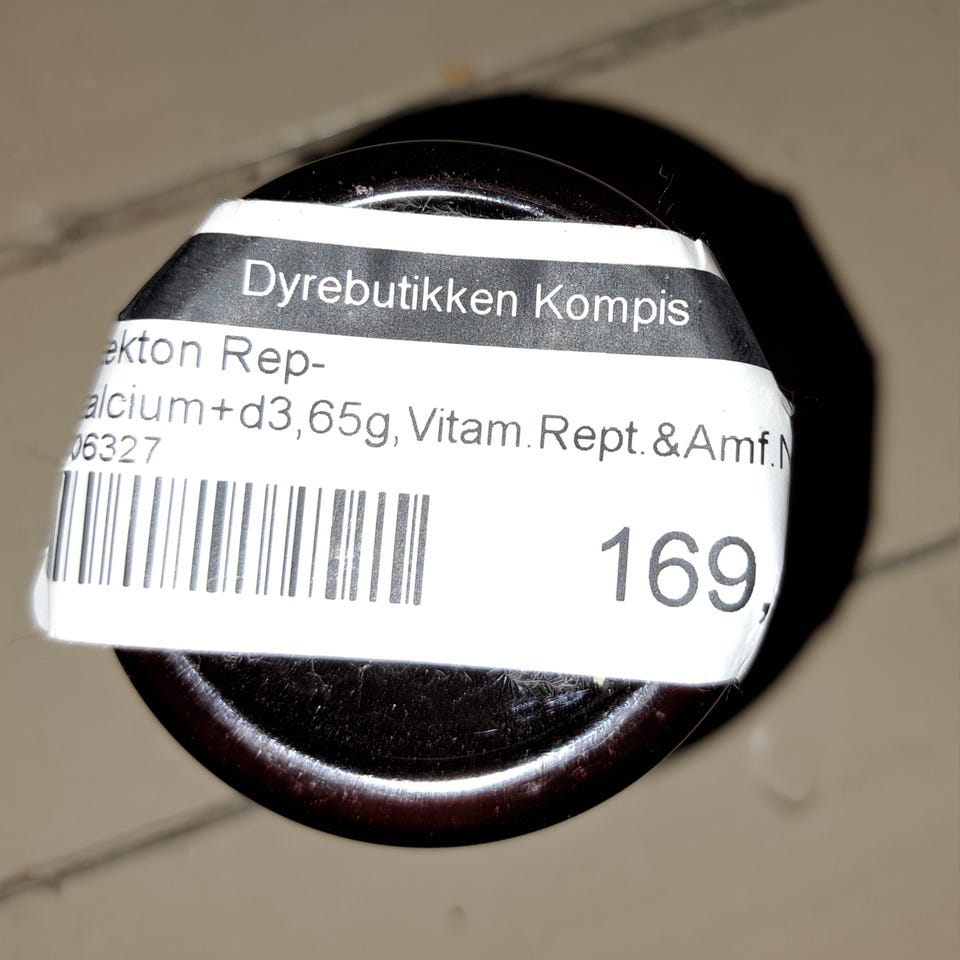 Dyrebutikken Kompis
ekton Rep-
alcium+d3,65g,Vitam.Rept.&Amf.N
06327
169,